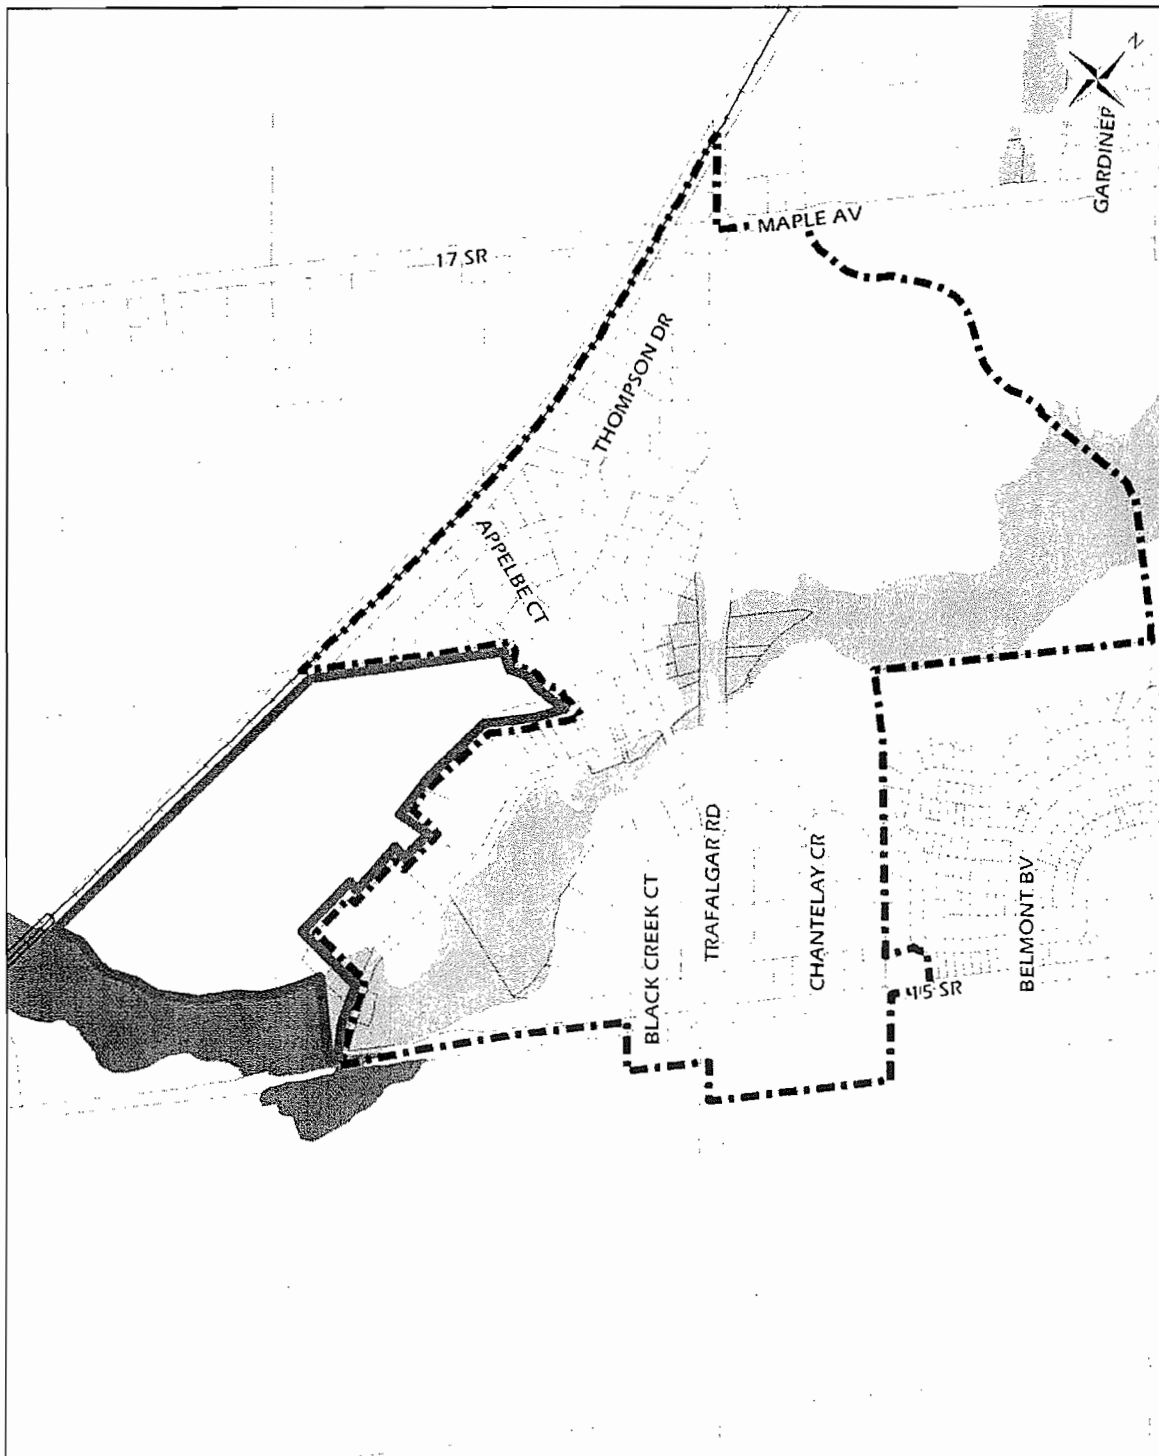 N
GARDINER
MAPLE AV
17 SR
THOMPSON DR
APPELBE CT
BLACK CREEK CT
TRAFALGAR RD
CHANTELAY CR
15 SR
BELMONT BV